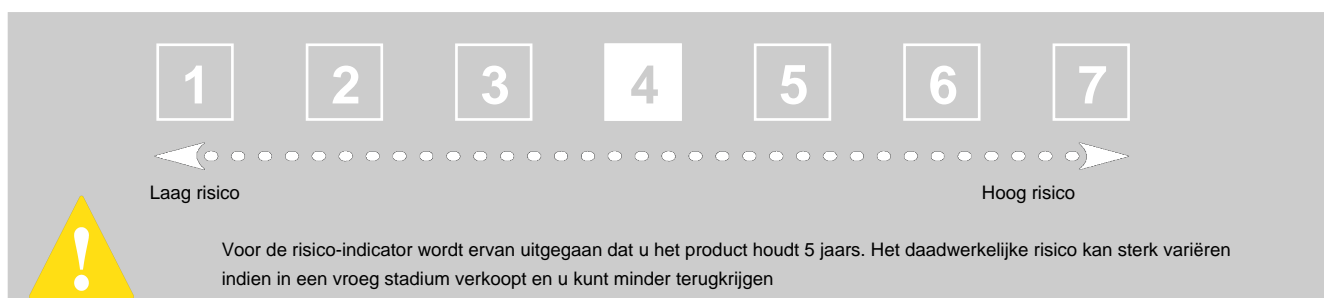 1 2 3 4 5 6 7
Laag risico Hoog risico
Voor de risico-indicator wordt ervan uitgegaan dat u het product houdt 5 jaars. Het daadwerkelijke risico kan sterk variëren
indien in een vroeg stadium verkoopt en u kunt minder terugkrijgen
!